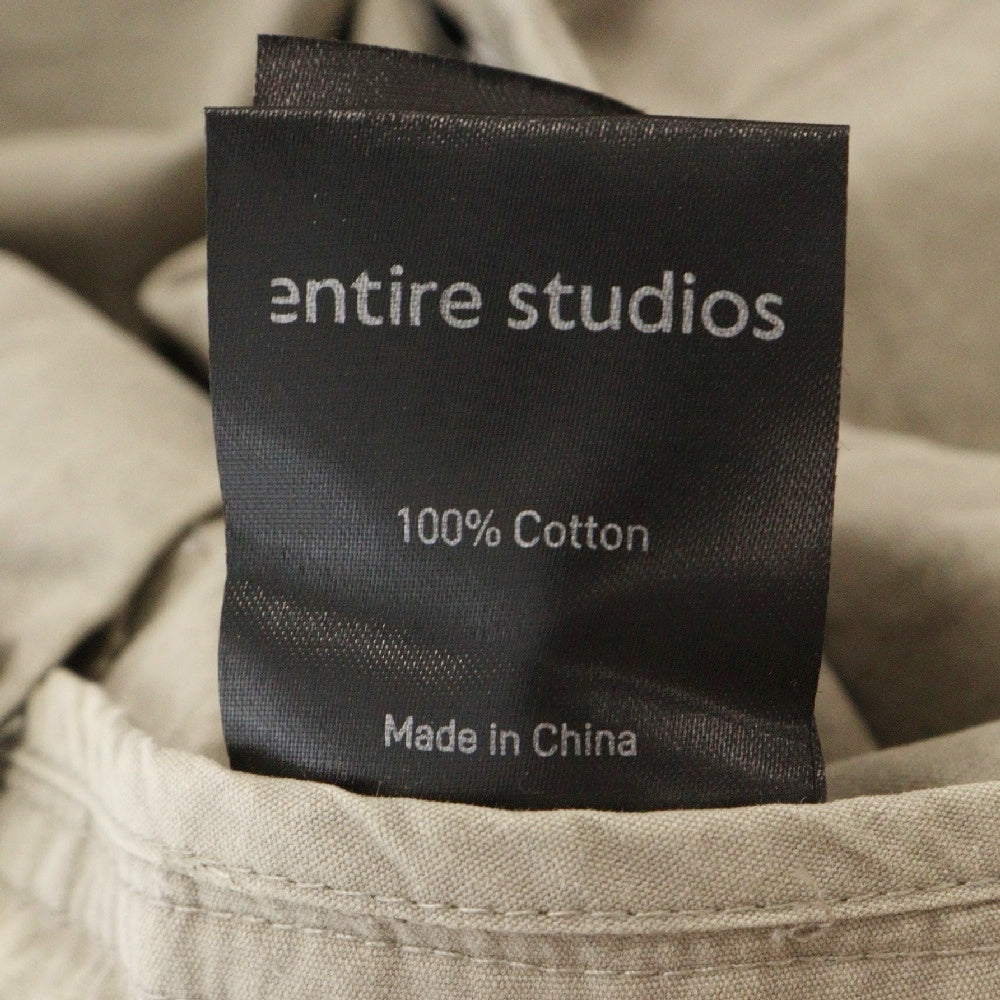 entire studios
100% Cotton
Made in China